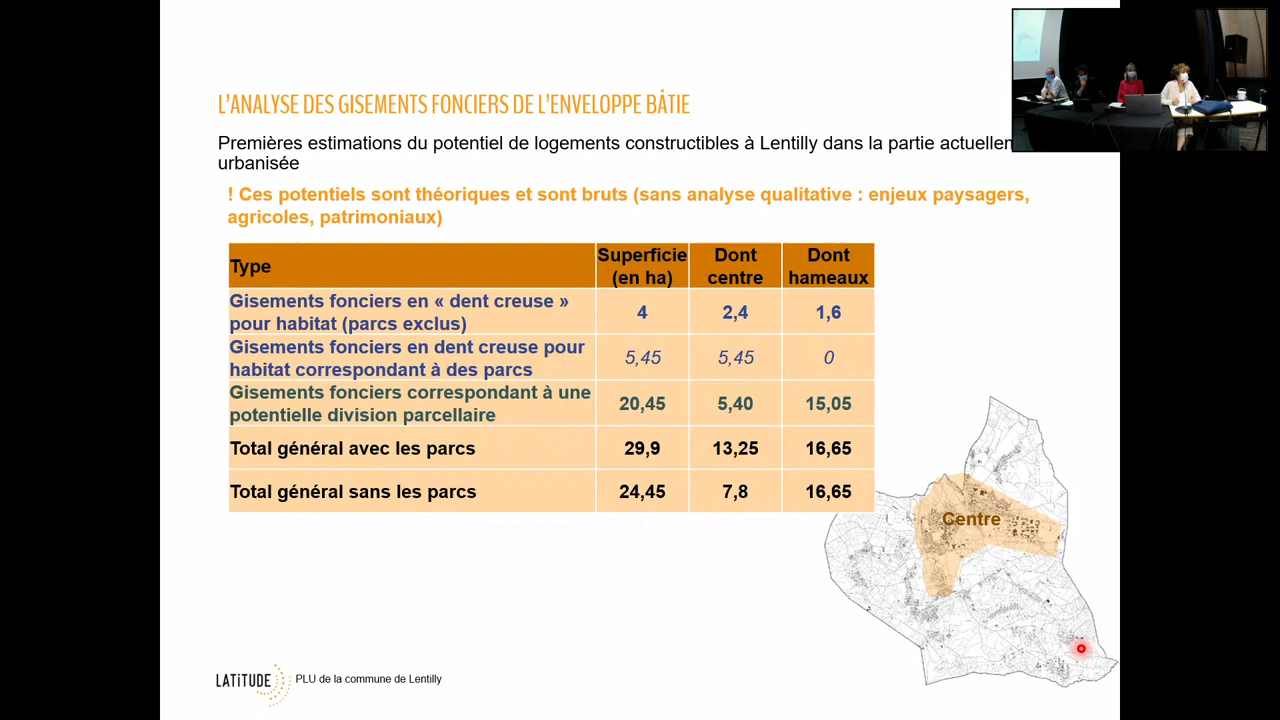 L'ANALYSE DES GISEMENTS FONCIERS DE L'ENVELOPPE BÂTIE
Premières estimations du potentiel de logements constructibles à Lentilly dans la partie
urbanisée
! Ces potentiels sont théoriques et sont bruts (sans analyse qualitative : enjeux paysagers,
agricoles, patrimoniaux)
Type
Superficie
(en ha)
Dont
centre
Dont
hameaux
Gisements fonciers en « dent creuse »
pour habitat (parcs exclus)
4
2,4
1,6
Gisements fonciers en dent creuse pour
habitat correspondant à des parcs
5,45
5,45
0
Gisements fonciers correspondant à une
potentielle division parcellaire
20,45
5,40
15,05
Total général avec les parcs
29,9
13,25
16,65
Total général sans les parcs
24,45
7,8
16,65
Centre
LATITUDE
PLU de la commune de Lentilly